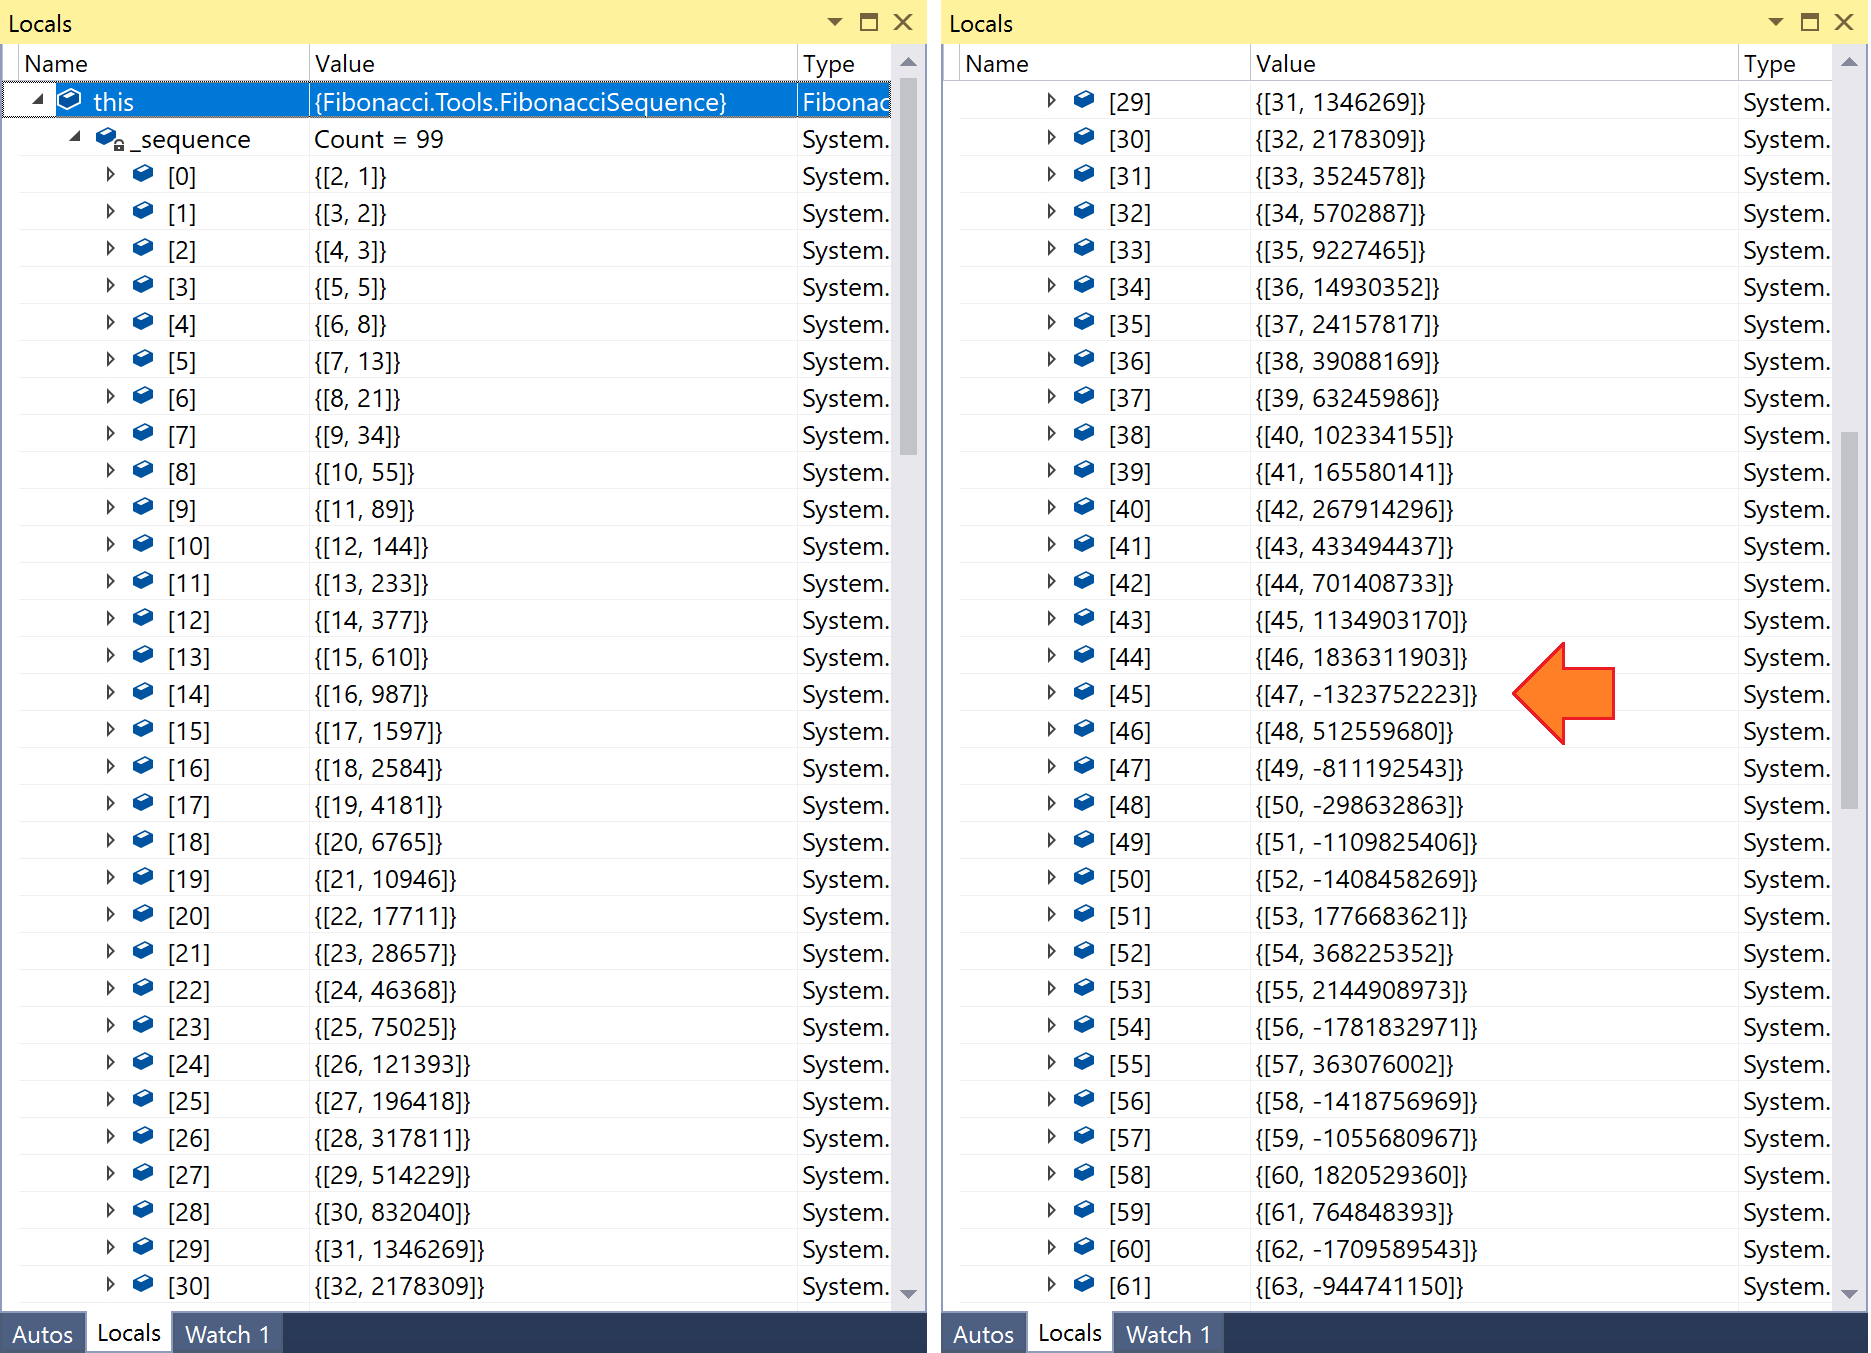 Locals
Name Value Type
this {Fibonacci.Tools.FibonacciSequence} Fibonac
_sequence Count = 99 System.
[0] {[2, 1]} System.
[1] {[3, 2]} System.
[2] {[4, 3]} System.
[3] {[5, 5]} System.
[4] {[6, 8]} System.
[5] {[7, 13]} System.
[6] {[8, 21]} System.
[7] {[9, 34]} System.
[8] {[10, 55]} System.
[9] {[11, 89]} System.
[10] {[12, 144]} System.
[11] {[13, 233]} System.
[12] {[14, 377]} System.
[13] {[15, 610]} System.
[14] {[16, 987]} System.
[15] {[17, 1597]} System.
[16] {[18, 2584]} System.
[17] {[19, 4181]} System.
[18] {[20, 6765]} System.
[19] {[21, 10946]} System.
[20] {[22, 17711]} System.
[21] {[23, 28657]} System.
[22] {[24, 46368]} System.
[23] {[25, 75025]} System.
[24] {[26, 121393]} System.
[25] {[27, 196418]} System.
[26] {[28, 317811]} System.
[27] {[29, 514229]} System.
[28] {[30, 832040]} System.
[29] {[31, 1346269]} System.
[30] {[32, 2178309]} System.
Autos Locals Watch 1
Locals
Name Value Type
[29] {[31, 1346269]} System.
[30] {[32, 2178309]} System.
[31] {[33, 3524578]} System.
[32] {[34, 5702887]} System.
[33] {[35, 9227465]} System.
[34] {[36, 14930352]} System.
[35] {[37, 24157817]} System.
[36] {[38, 39088169]} System.
[37] {[39, 63245986]} System.
[38] {[40, 102334155]} System.
[39] {[41, 165580141]} System.
[40] {[42, 267914296]} System.
[41] {[43, 433494437]} System.
[42] {[44, 701408733]} System.
[43] {[45, 1134903170]} System.
[44] {[46, 1836311903]} System.
[45] {[47, -1323752223]} System.
[46] {[48, 512559680]} System.
[47] {[49, -811192543]} System.
[48] {[50, -298632863]} System.
[49] {[51, -1109825406]} System.
[50] {[52, -1408458269]} System.
[51] {[53, 1776683621]} System.
[52] {[54, 368225352]} System.
[53] {[55, 2144908973]} System.
[54] {[56, -1781832971]} System.
[55] {[57, 363076002]} System.
[56] {[58, -1418756969]} System.
[57] {[59, -1055680967]} System.
[58] {[60, 1820529360]} System.
[59] {[61, 764848393]} System.
[60] {[62, -1709589543]} System.
[61] {[63, -944741150]} System.
Autos Locals Watch 1